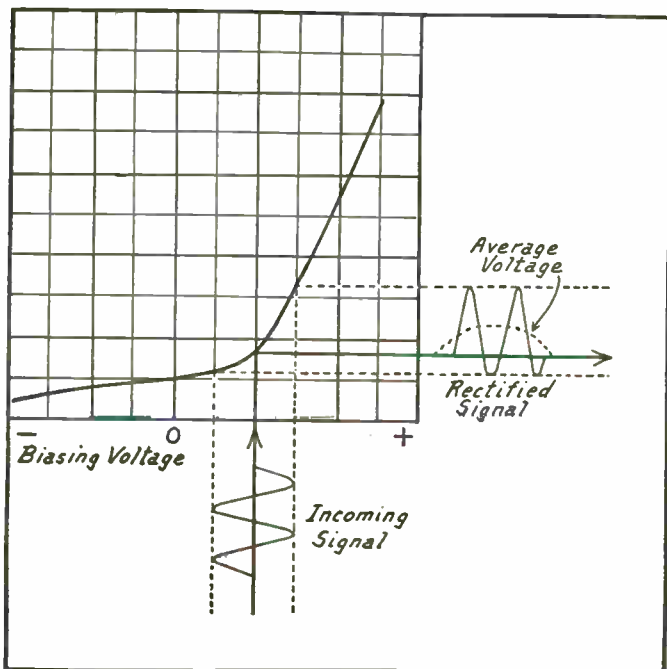 Average
Voltage
Rectified
Signal
- 0 +
Biasing Voltage
Incoming
Signal